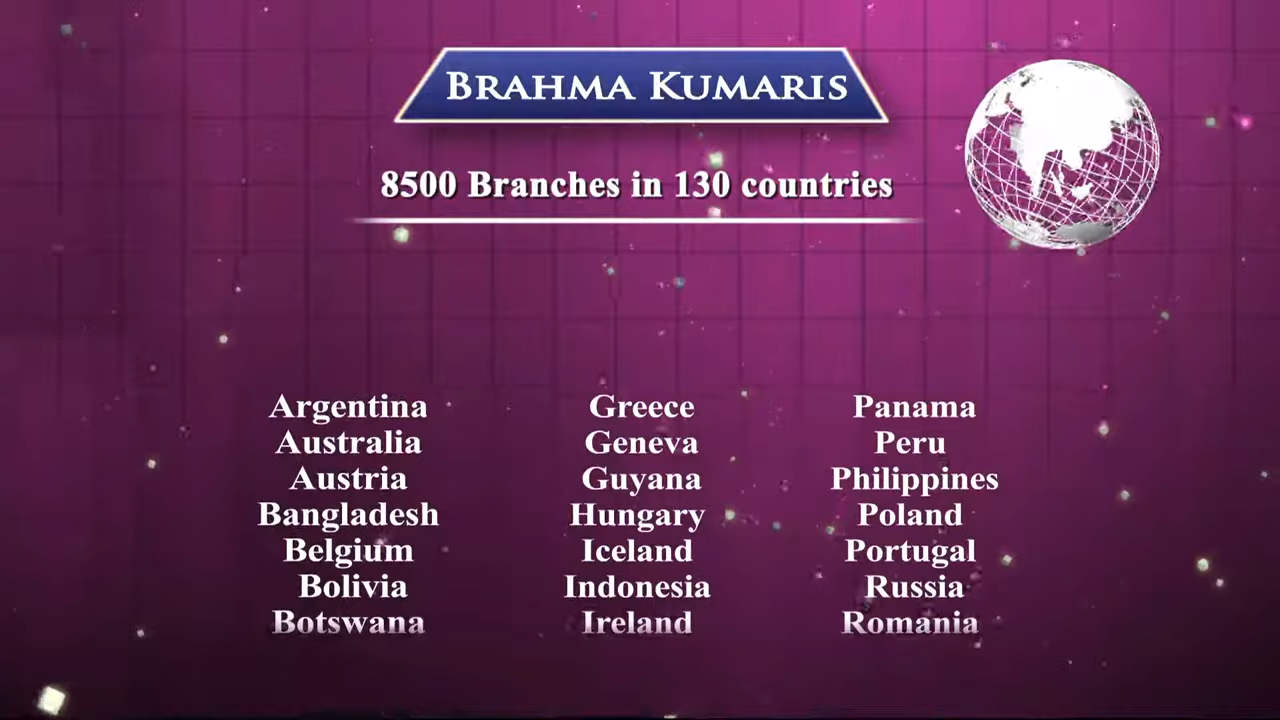 BRAHMA KUMARIS
8500 Branches in 130 countries
Argentina
Australia
Austria
Bangladesh
Belgium
Bolivia
Botswana
Greece
Geneva
Guyana
Hungary
Iceland
Indonesia
Ireland
Panama
Peru
Philippines
Poland
Portugal
Russia
Romania